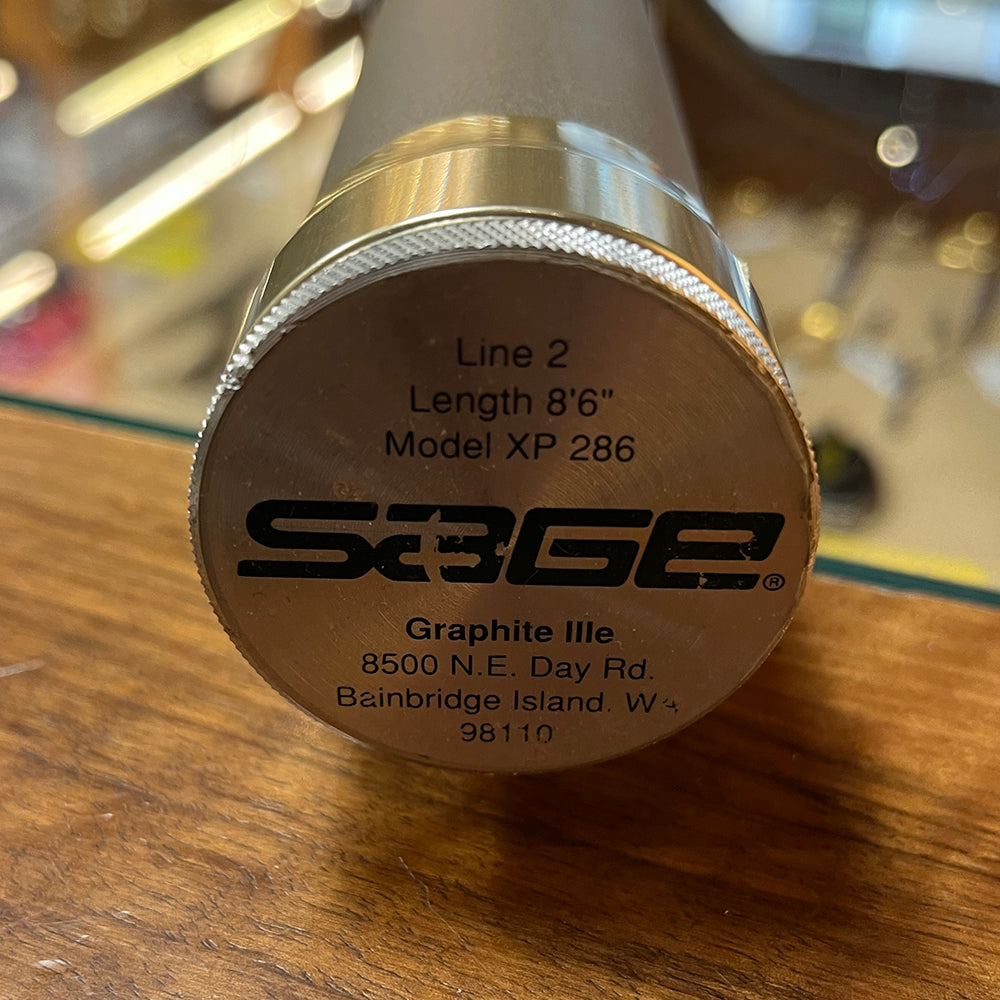 Line 2
Length 8'6"
Model XP 286
SAGE®
Graphite IIIe
8500 N.E. Day Rd.
Bainbridge Island. WA
98110